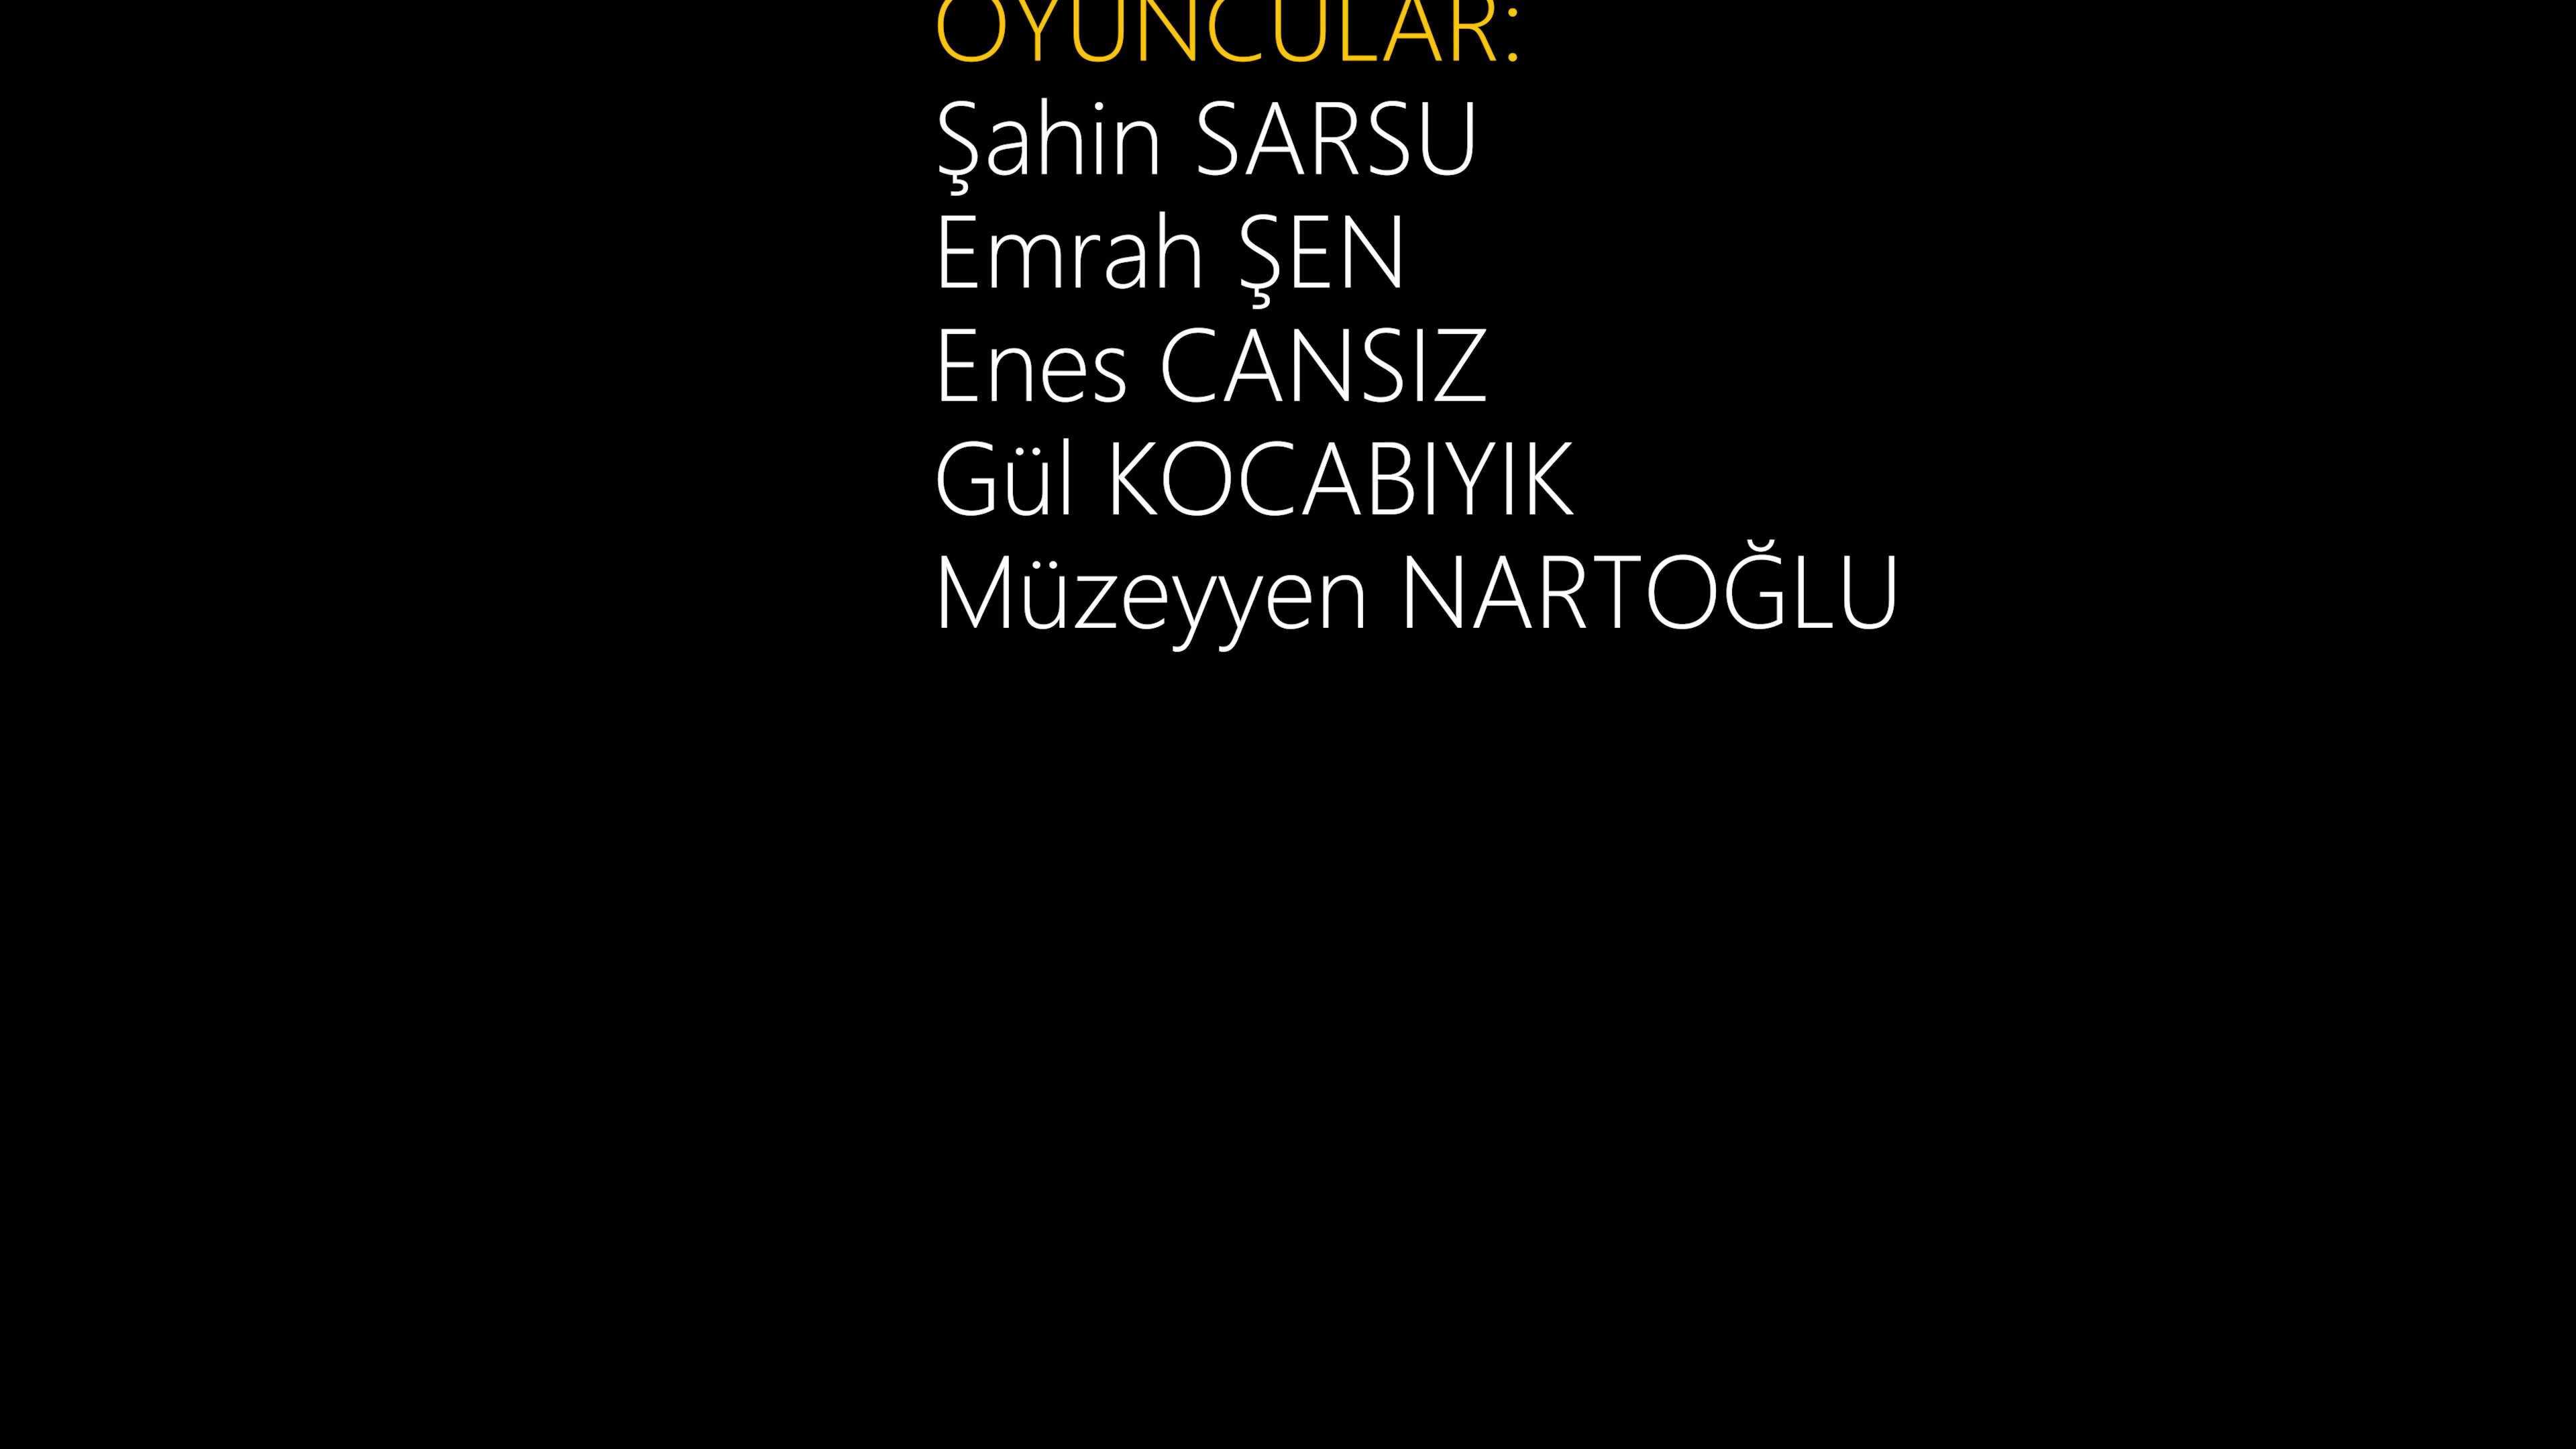 OYUNCULAR:
Şahin SARSU
Emrah ŞEN
Enes CANSIZ
Gül KOCABIYIK
Müzeyyen NARTOĞLU